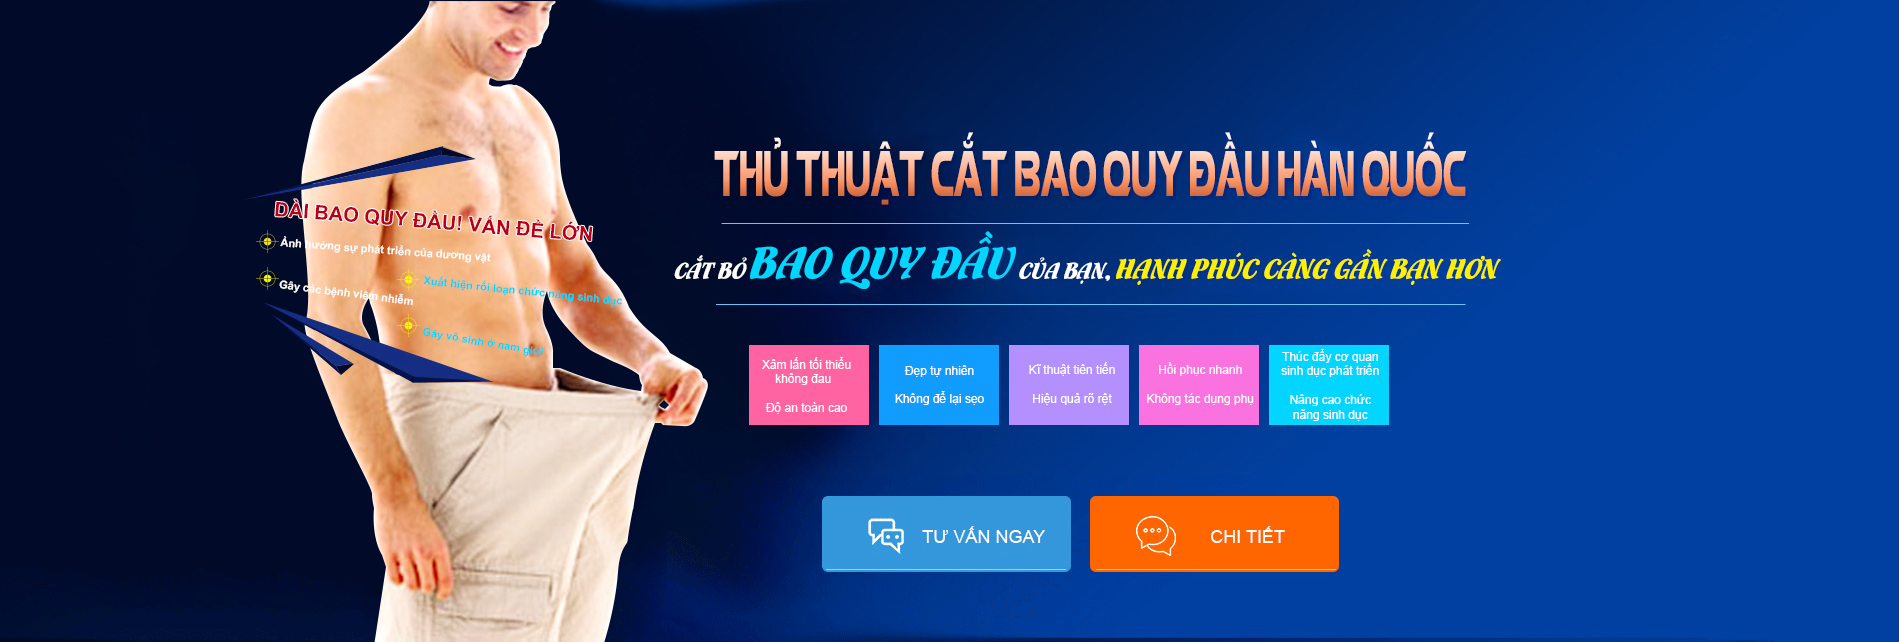 THỦ THUẬT CẮT BAO QUY ĐẦU HÀN QUỐC
CẮT BỎ BAO QUY ĐẦU CỦA BẠN, HẠNH PHÚC CÀNG GẦN BẠN HƠN
DÀI BAO QUY ĐẦU! VẤN ĐỀ LỚN
Ảnh hưởng sự phát triển của dương vật
Xuất hiện rối loạn chức năng sinh dục
Gây các bệnh viêm nhiễm
Gây vô sinh ở nam giới
Xâm lấn tối thiểu
không đau
Độ an toàn cao
Đẹp tự nhiên
Không để lại sẹo
Kĩ thuật tiên tiến
Hiệu quả rõ rệt
Hồi phục nhanh
Không tác dụng phụ
Thúc đẩy cơ quan
sinh dục phát triển
Nâng cao chức
năng sinh dục
TƯ VẤN NGAY
CHI TIẾT